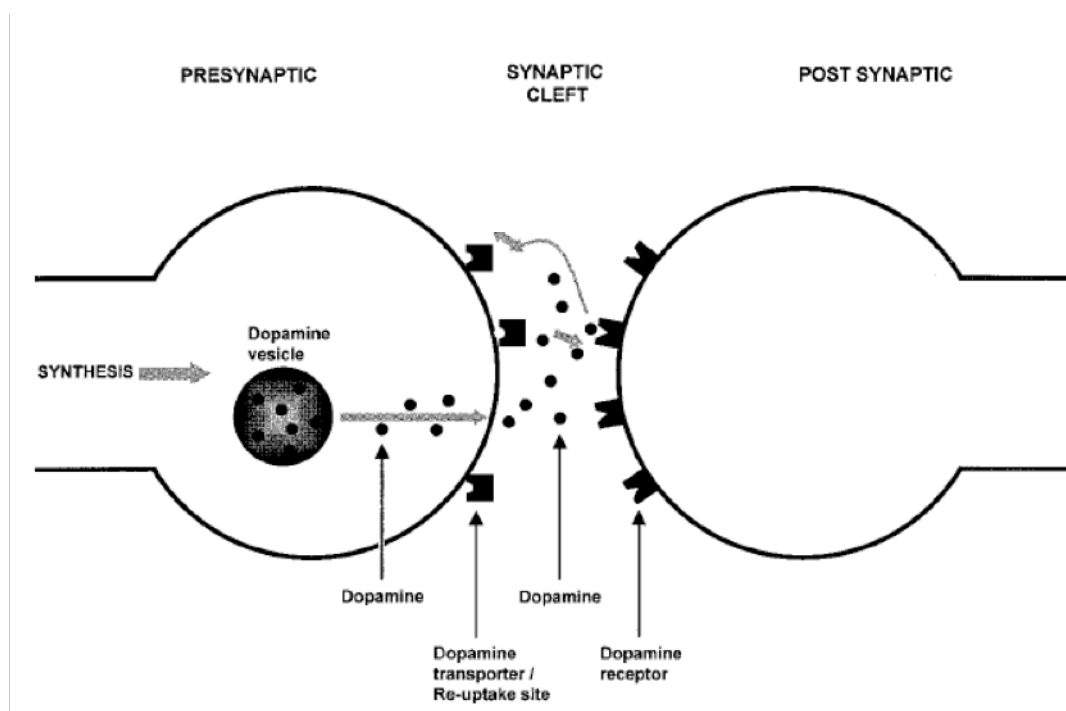 PRESYNAPTIC
SYNAPTIC
CLEFT
POST SYNAPTIC
Dopamine
vesicle
SYNTHESIS
Dopamine
Dopamine
Dopamine
transporter /
Re-uptake site
Dopamine
receptor